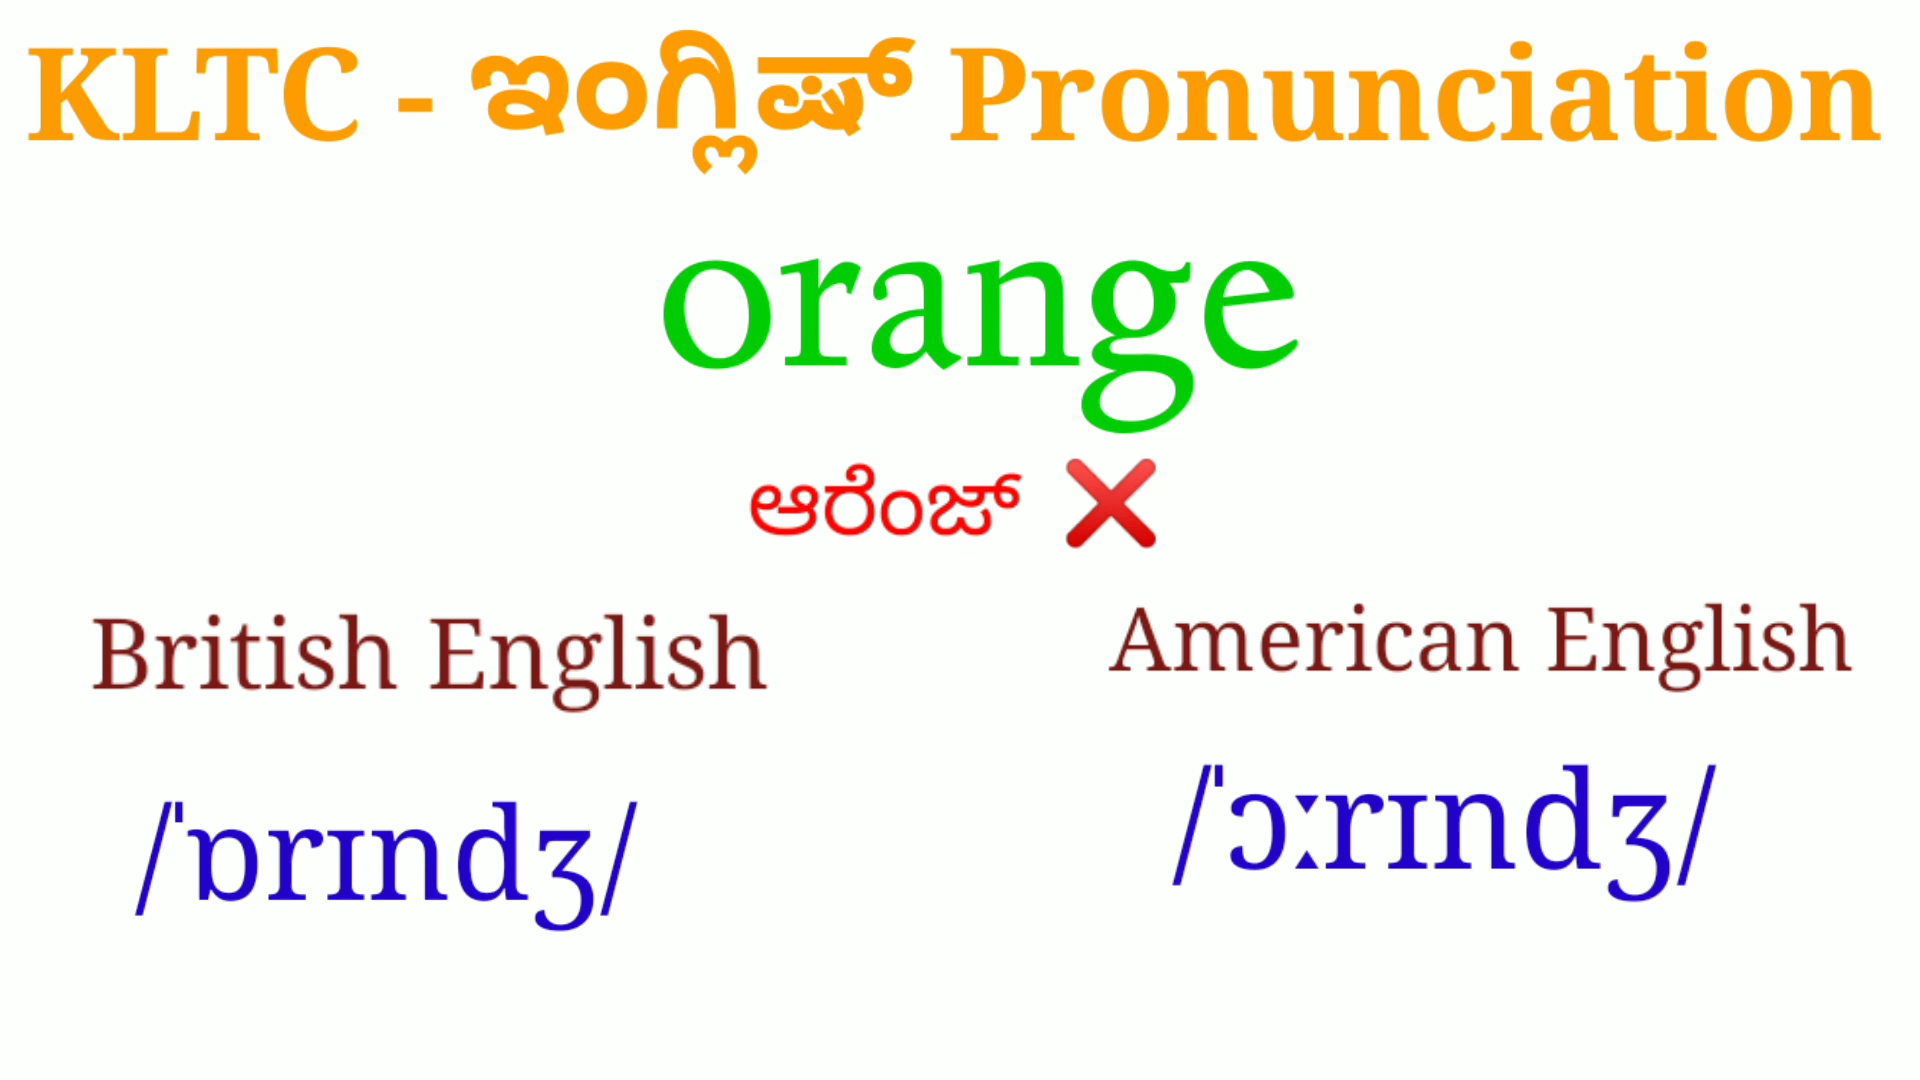 KLTC - ಇಂಗ್ಲಿಷ್ Pronunciation
orange
ಆರೆಂಜ್ ❌
British English
American English
/ˈɒrɪndʒ/
/ˈɔːrɪndʒ/